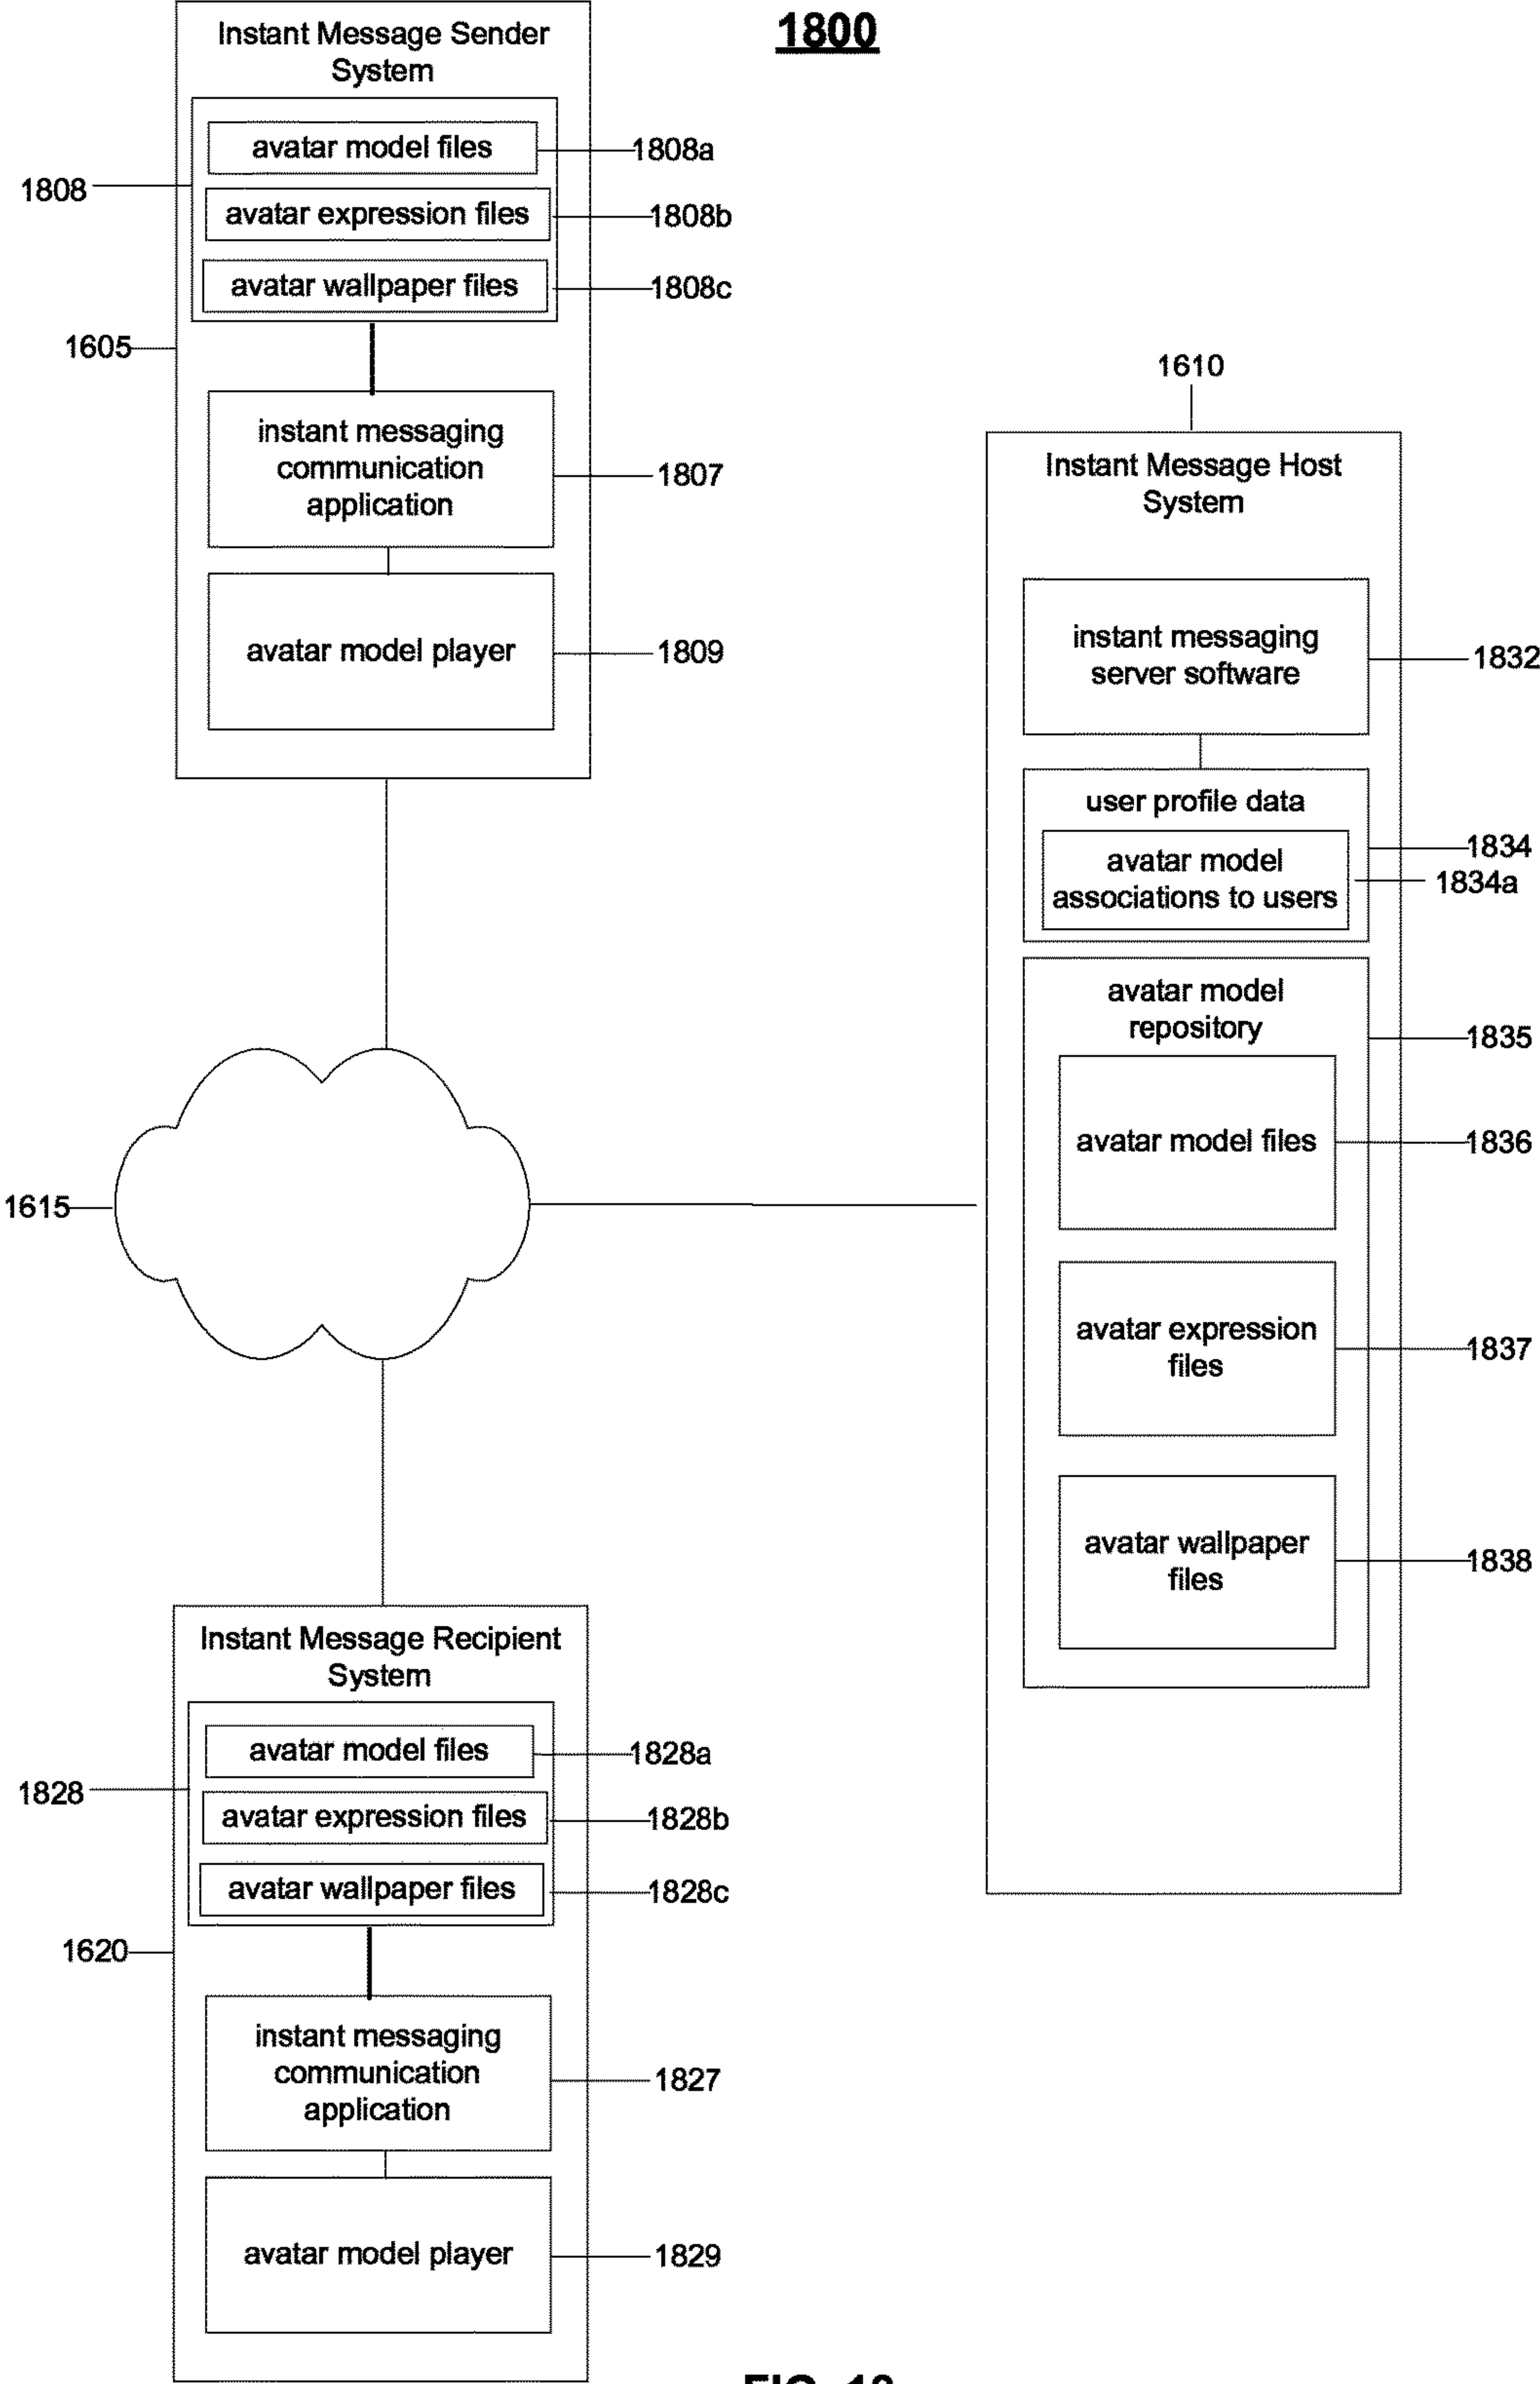 1800
Instant Message Sender
System
avatar model files
1808a
1808
avatar expression files
1808b
avatar wallpaper files
1808c
1605
instant messaging
communication
application
1807
avatar model player
1809
1610
Instant Message Host
System
instant messaging
server software
1832
user profile data
1834
avatar model
associations to users
1834a
avatar model
repository
1835
avatar model files
1836
avatar expression
files
1837
avatar wallpaper
files
1838
1615
Instant Message Recipient
System
avatar model files
1828a
1828
avatar expression files
1828b
avatar wallpaper files
1828c
1620
instant messaging
communication
application
1827
avatar model player
1829
FIG.